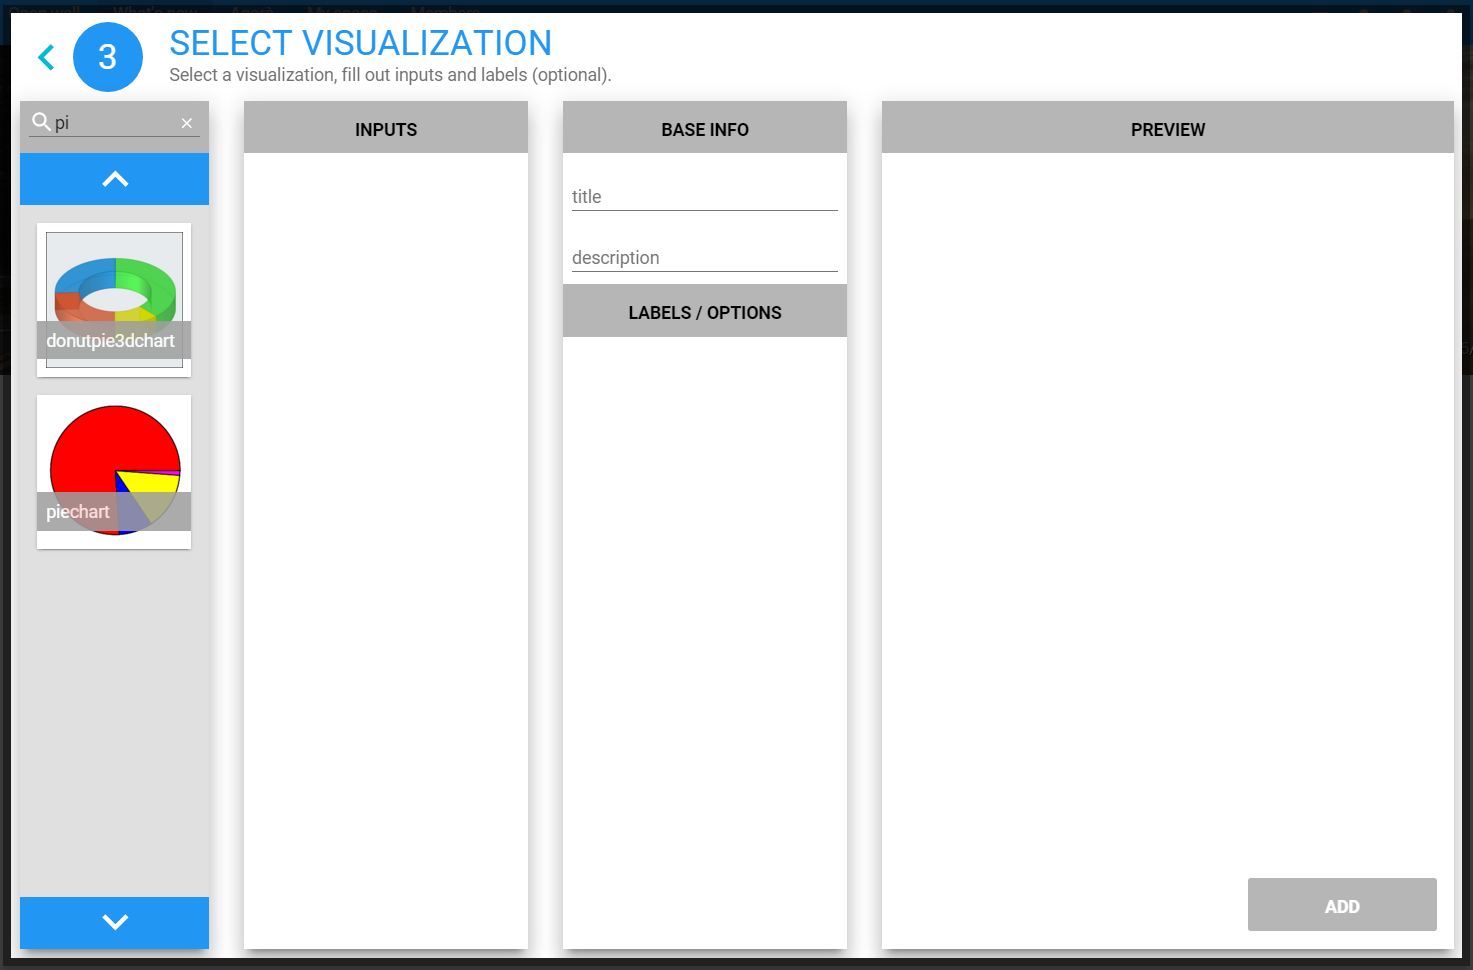 3
SELECT VISUALIZATION
Select a visualization, fill out inputs and labels (optional).
pi
INPUTS
BASE INFO
PREVIEW
title
description
LABELS / OPTIONS
donutpie3dchart
piechart
ADD